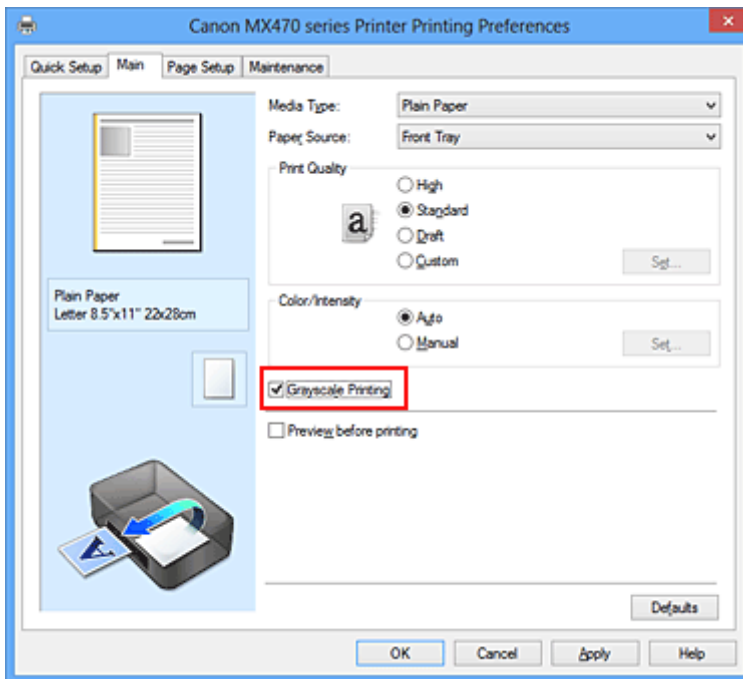 Canon MX470 series Printer Printing Preferences
Quick Setup Main Page Setup Maintenance
Media Type: Plain Paper
Paper Source: Front Tray
Print Quality
High
a Standard
Draft
Custom Set...
Plain Paper
Letter 8.5"x11" 22x28cm
Color/Intensity
Auto
Manual Set...
Grayscale Printing
Preview before printing
A
Defaults
OK Cancel Apply Help